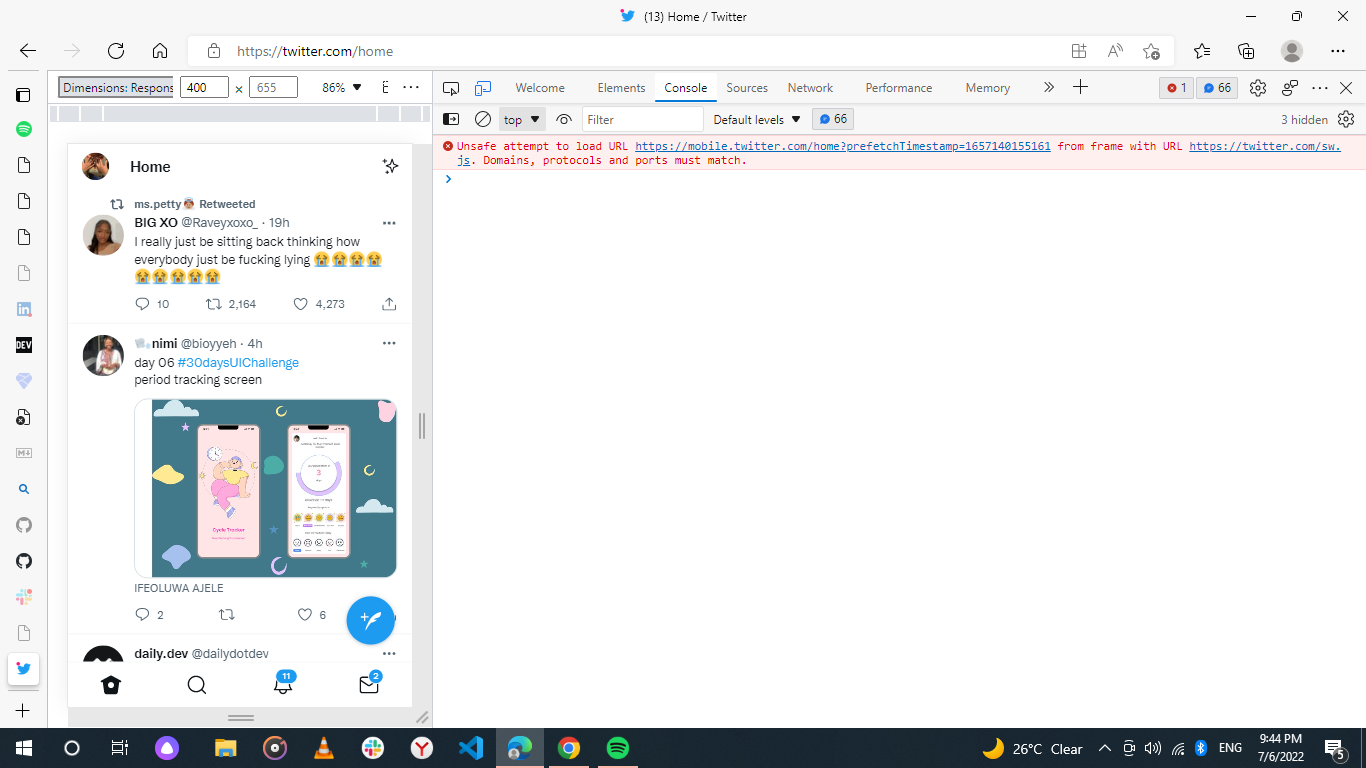 (13) Home / Twitter
https://twitter.com/home
Dimensions: Respons
400
×
655
86%
Welcome
Elements
Console
Sources
Network
Performance
Memory
1
66
top
Filter
Default levels
66
3 hidden
Unsafe attempt to load URL https://mobile.twitter.com/home?prefetchTimestamp=1657140155161 from frame with URL https://twitter.com/sw.
js. Domains, protocols and ports must match.
Home
ms.petty Retweeted
BIG XO @Raveyxoxo_ · 19h
I really just be sitting back thinking how
everybody just be fucking lying 😭😭😭😭
😭😭😭😭😭
10
2,164
4,273
nimi @bioyyeh · 4h
day 06 #30daysUIChallenge
period tracking screen
Cycle Tracker
3
IFEOLUWA AJELE
2
6
daily.dev @dailydotdev
11
2
DEV
26°C Clear
ENG
9:44 PM
7/6/2022
5